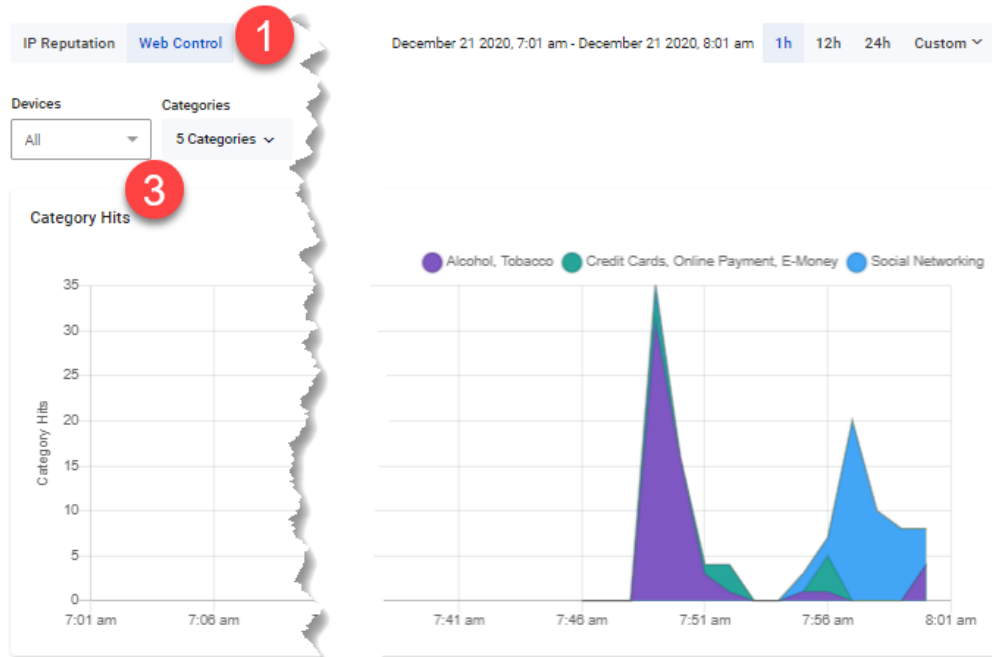 IP Reputation Web Control 1 December 21 2020, 7:01 am - December 21 2020, 8:01 am 1h 12h 24h Custom
Devices Categories
All 5 Categories
3
Category Hits
Alcohol, Tobacco Credit Cards, Online Payment, E-Money Social Networking
Category Hits
35
30
25
20
15
10
5
0
7:01 am 7:06 am 7:41 am 7:46 am 7:51 am 7:56 am 8:01 am